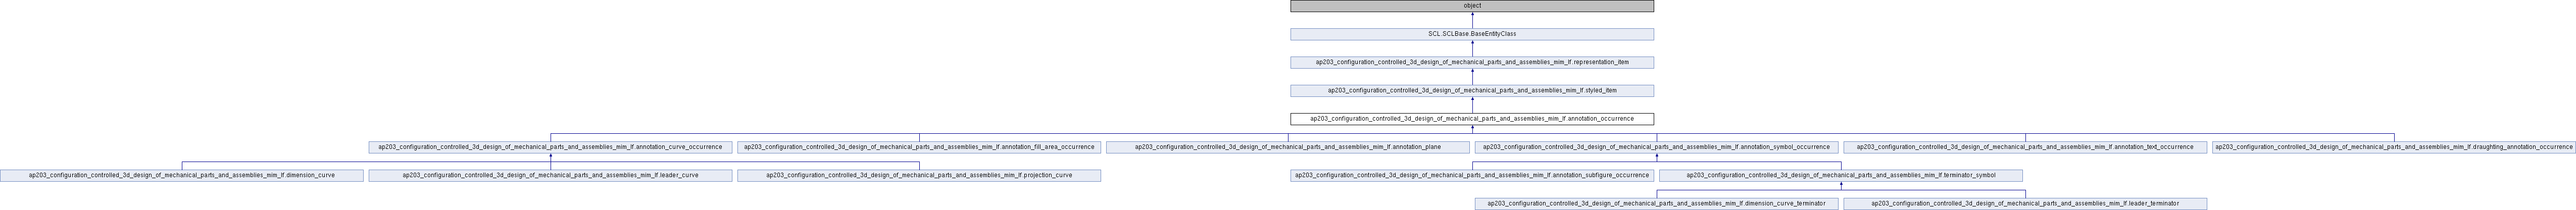 object
SCL.SCLBase.BaseEntityClass
ap203_configuration_controlled_3d_design_of_mechanical_parts_and_assemblies_mim_lf.representation_item
ap203_configuration_controlled_3d_design_of_mechanical_parts_and_assemblies_mim_lf.styled_item
ap203_configuration_controlled_3d_design_of_mechanical_parts_and_assemblies_mim_lf.annotation_occurrence
ap203_configuration_controlled_3d_design_of_mechanical_parts_and_assemblies_mim_lf.annotation_curve_occurrence
ap203_configuration_controlled_3d_design_of_mechanical_parts_and_assemblies_mim_lf.annotation_fill_area_occurrence
ap203_configuration_controlled_3d_design_of_mechanical_parts_and_assemblies_mim_lf.annotation_plane
ap203_configuration_controlled_3d_design_of_mechanical_parts_and_assemblies_mim_lf.annotation_symbol_occurrence
ap203_configuration_controlled_3d_design_of_mechanical_parts_and_assemblies_mim_lf.annotation_text_occurrence
ap203_configuration_controlled_3d_design_of_mechanical_parts_and_assemblies_mim_lf.draughting_annotation_occurrence
ap203_configuration_controlled_3d_design_of_mechanical_parts_and_assemblies_mim_lf.dimension_curve
ap203_configuration_controlled_3d_design_of_mechanical_parts_and_assemblies_mim_lf.leader_curve
ap203_configuration_controlled_3d_design_of_mechanical_parts_and_assemblies_mim_lf.projection_curve
ap203_configuration_controlled_3d_design_of_mechanical_parts_and_assemblies_mim_lf.annotation_subfigure_occurrence
ap203_configuration_controlled_3d_design_of_mechanical_parts_and_assemblies_mim_lf.terminator_symbol
ap203_configuration_controlled_3d_design_of_mechanical_parts_and_assemblies_mim_lf.dimension_curve_terminator
ap203_configuration_controlled_3d_design_of_mechanical_parts_and_assemblies_mim_lf.leader_terminator